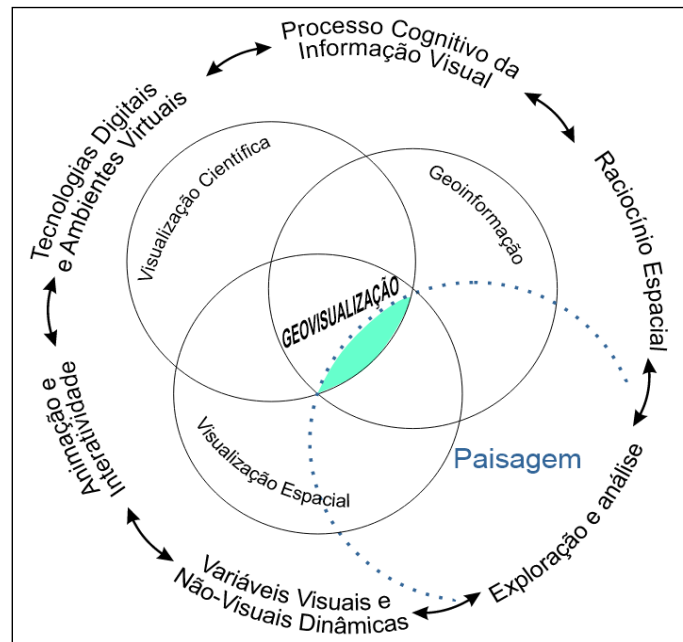 Processo Cognitivo da
Informação Visual
Raciocínio Espacial
Exploração e análise
Variáveis Visuais e
Não-Visuais Dinâmicas
Animação e
Interatividade
Tecnologias Digitais
e Ambientes Virtuais
Visualização Científica
Geoinformação
GEOVISUALIZAÇÃO
Visualização Espacial
Paisagem